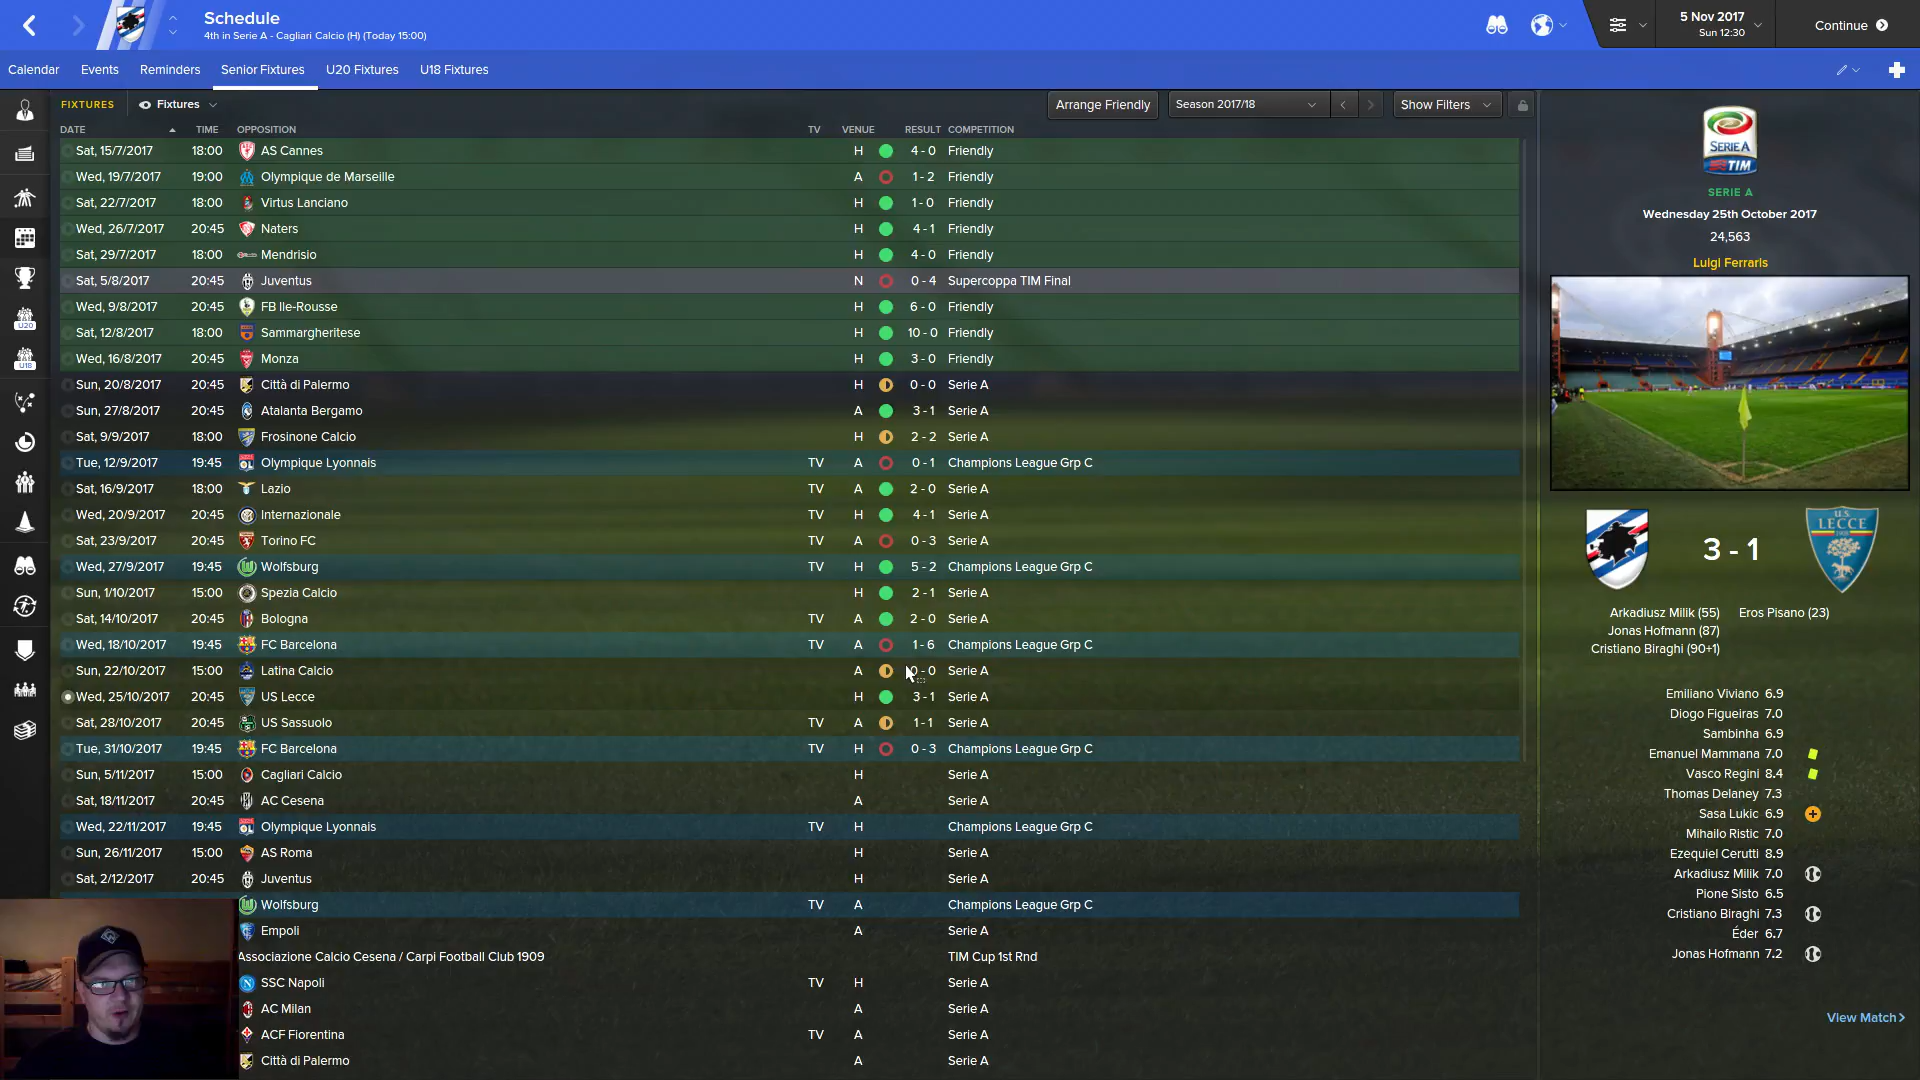 Schedule
4th in Serie A - Cagliari Calcio (H) (Today 15:00)
5 Nov 2017
Sun 12:30
Continue
Calendar Events Reminders Senior Fixtures U20 Fixtures U18 Fixtures
FIXTURES Fixtures Arrange Friendly Season 2017/18 Show Filters
DATE TIME OPPOSITION TV VENUE RESULT COMPETITION
Sat, 15/7/2017 18:00 AS Cannes H 4 - 0 Friendly
Wed, 19/7/2017 19:00 Olympique de Marseille A 1 - 2 Friendly
Sat, 22/7/2017 18:00 Virtus Lanciano H 1 - 0 Friendly
Wed, 26/7/2017 20:45 Naters H 4 - 1 Friendly
Sat, 29/7/2017 18:00 Mendrisio H 4 - 0 Friendly
Sat, 5/8/2017 20:45 Juventus N 0 - 4 Supercoppa TIM Final
Wed, 9/8/2017 20:45 FB Ile-Rousse H 6 - 0 Friendly
Sat, 12/8/2017 18:00 Sammargheritese H 10 - 0 Friendly
Wed, 16/8/2017 20:45 Monza H 3 - 0 Friendly
Sun, 20/8/2017 20:45 Città di Palermo H 0 - 0 Serie A
Sun, 27/8/2017 20:45 Atalanta Bergamo A 3 - 1 Serie A
Sat, 9/9/2017 18:00 Frosinone Calcio H 2 - 2 Serie A
Tue, 12/9/2017 19:45 Olympique Lyonnais TV A 0 - 1 Champions League Grp C
Sat, 16/9/2017 18:00 Lazio TV A 2 - 0 Serie A
Wed, 20/9/2017 20:45 Internazionale TV H 4 - 1 Serie A
Sat, 23/9/2017 20:45 Torino FC TV A 0 - 3 Serie A
Wed, 27/9/2017 19:45 Wolfsburg TV H 5 - 2 Champions League Grp C
Sun, 1/10/2017 15:00 Spezia Calcio H 2 - 1 Serie A
Sat, 14/10/2017 20:45 Bologna TV A 2 - 0 Serie A
Wed, 18/10/2017 19:45 FC Barcelona TV A 1 - 6 Champions League Grp C
Sun, 22/10/2017 15:00 Latina Calcio A 0 - 0 Serie A
Wed, 25/10/2017 20:45 US Lecce H 3 - 1 Serie A
Sat, 28/10/2017 20:45 US Sassuolo TV A 1 - 1 Serie A
Tue, 31/10/2017 19:45 FC Barcelona TV H 0 - 3 Champions League Grp C
Sun, 5/11/2017 15:00 Cagliari Calcio H Serie A
Sat, 18/11/2017 20:45 AC Cesena A Serie A
Wed, 22/11/2017 19:45 Olympique Lyonnais TV H Champions League Grp C
Sun, 26/11/2017 15:00 AS Roma H Serie A
Sat, 2/12/2017 20:45 Juventus H Serie A
Wolfsburg TV A Champions League Grp C
Empoli A Serie A
Associazione Calcio Cesena / Carpi Football Club 1909 TIM Cup 1st Rnd
SSC Napoli TV H Serie A
AC Milan A Serie A
ACF Fiorentina TV A Serie A
Città di Palermo A Serie A
U20
U18
SERIE A
TIM
SERIE A
Wednesday 25th October 2017
24,563
Luigi Ferraris
U.S.
LECCE
3 - 1
Arkadiusz Milik (55) Eros Pisano (23)
Jonas Hofmann (87)
Cristiano Biraghi (90+1)
Emiliano Viviano 6.9
Diogo Figueiras 7.0
Sambinha 6.9
Emanuel Mammana 7.0
Vasco Regini 8.4
Thomas Delaney 7.3
Sasa Lukic 6.9
Mihailo Ristic 7.0
Ezequiel Cerutti 8.9
Arkadiusz Milik 7.0
Pione Sisto 6.5
Cristiano Biraghi 7.3
Éder 6.7
Jonas Hofmann 7.2
View Match